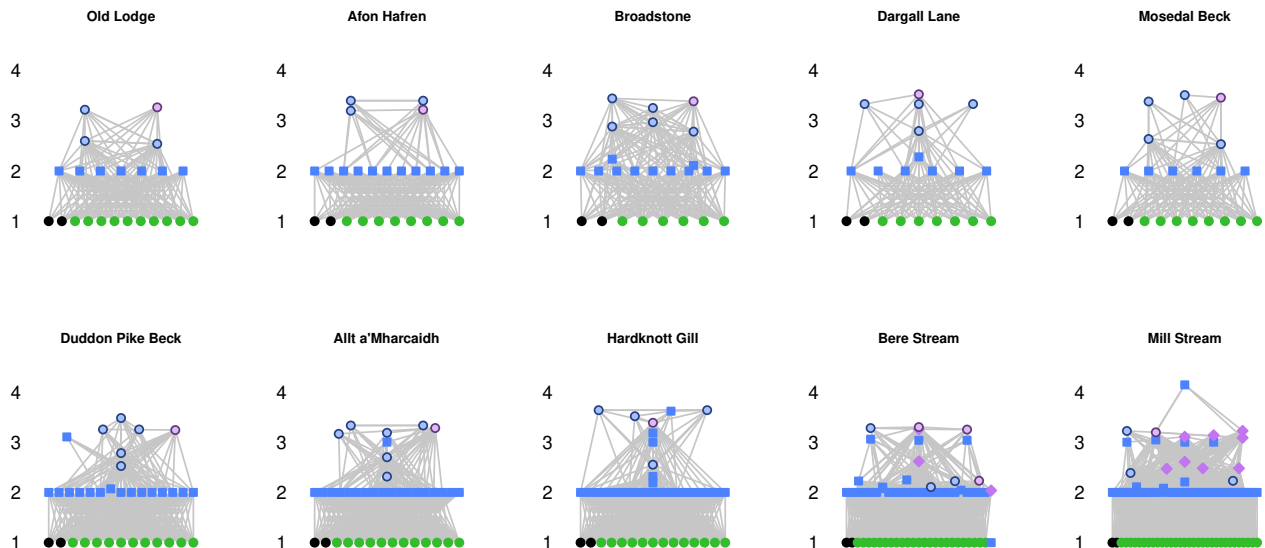 Old Lodge
Afon Hafren
Broadstone
Dargall Lane
Mosedal Beck
4 4 4 4 4
3 3 3 3 3
2 2 2 2 2
1 1 1 1 1
Duddon Pike Beck
Allt a'Mharcaidh
Hardknott Gill
Bere Stream
Mill Stream
4 4 4 4 4
3 3 3 3 3
2 2 2 2 2
1 1 1 1 1